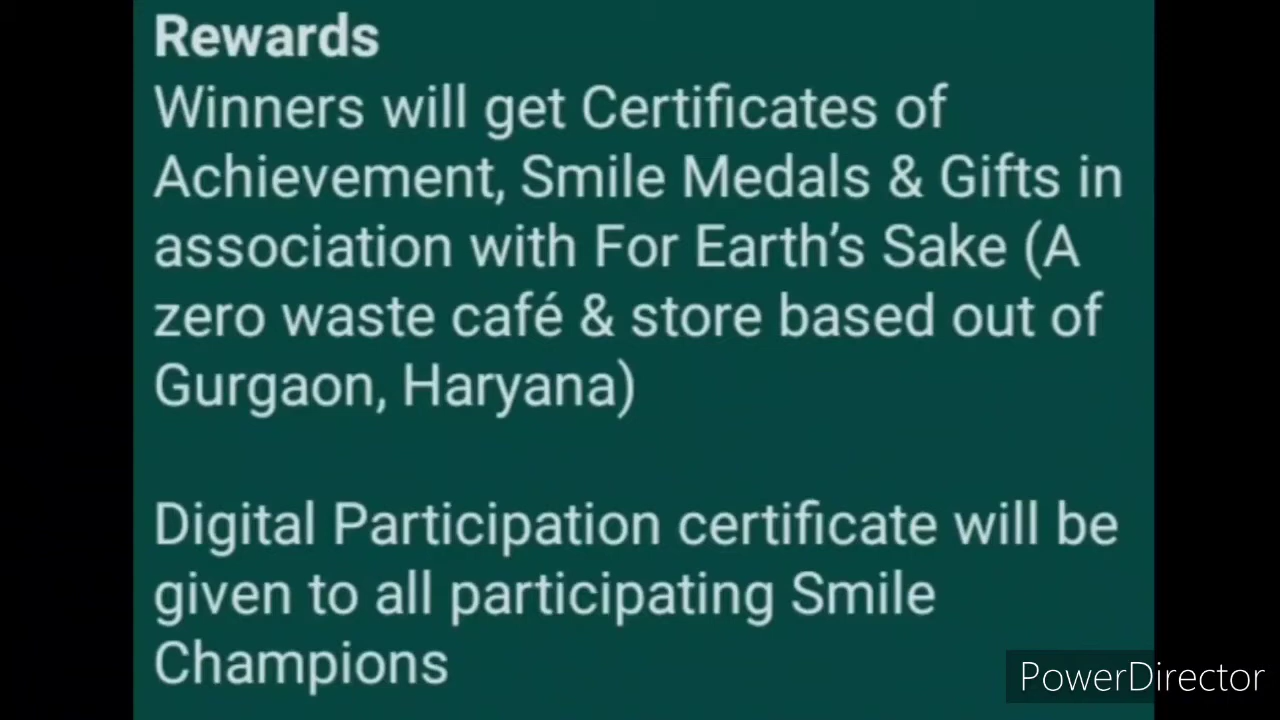 Rewards
Winners will get Certificates of
Achievement, Smile Medals & Gifts in
association with For Earth’s Sake (A
zero waste café & store based out of
Gurgaon, Haryana)
Digital Participation certificate will be
given to all participating Smile
Champions
PowerDirector